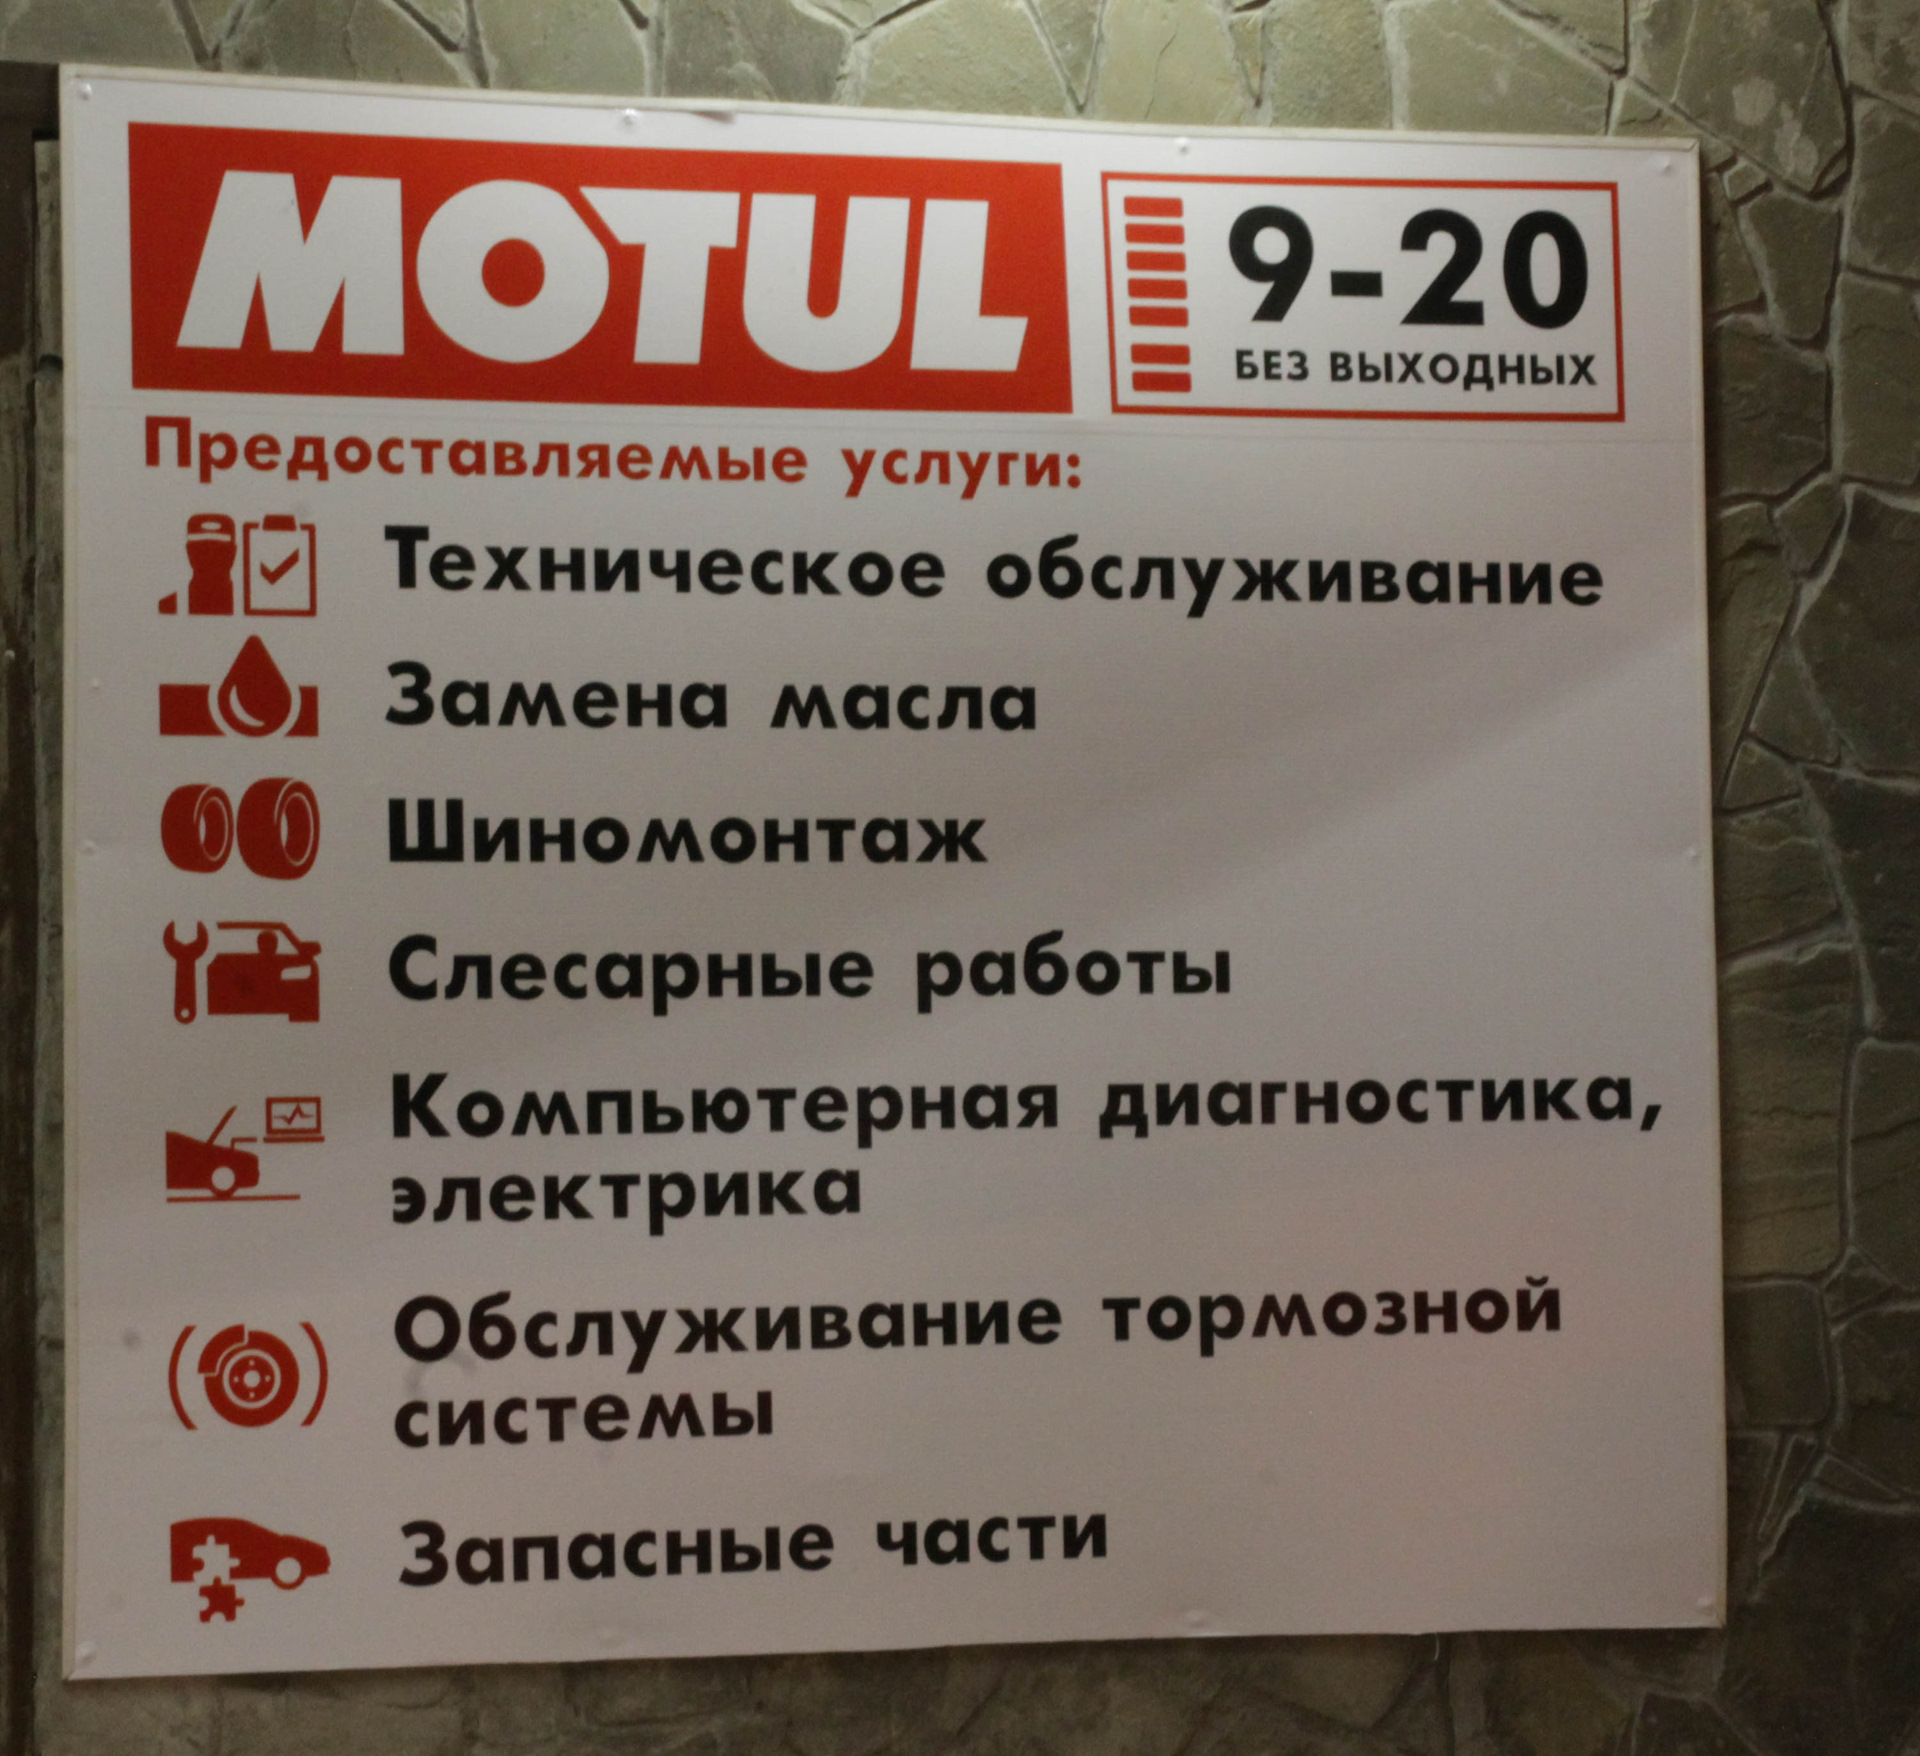 MOTUL
9-20
БЕЗ ВЫХОДНЫХ
Предоставляемые услуги:
Техническое обслуживание
Замена масла
Шиномонтаж
Слесарные работы
Компьютерная диагностика,
электрика
Обслуживание тормозной
системы
Запасные части